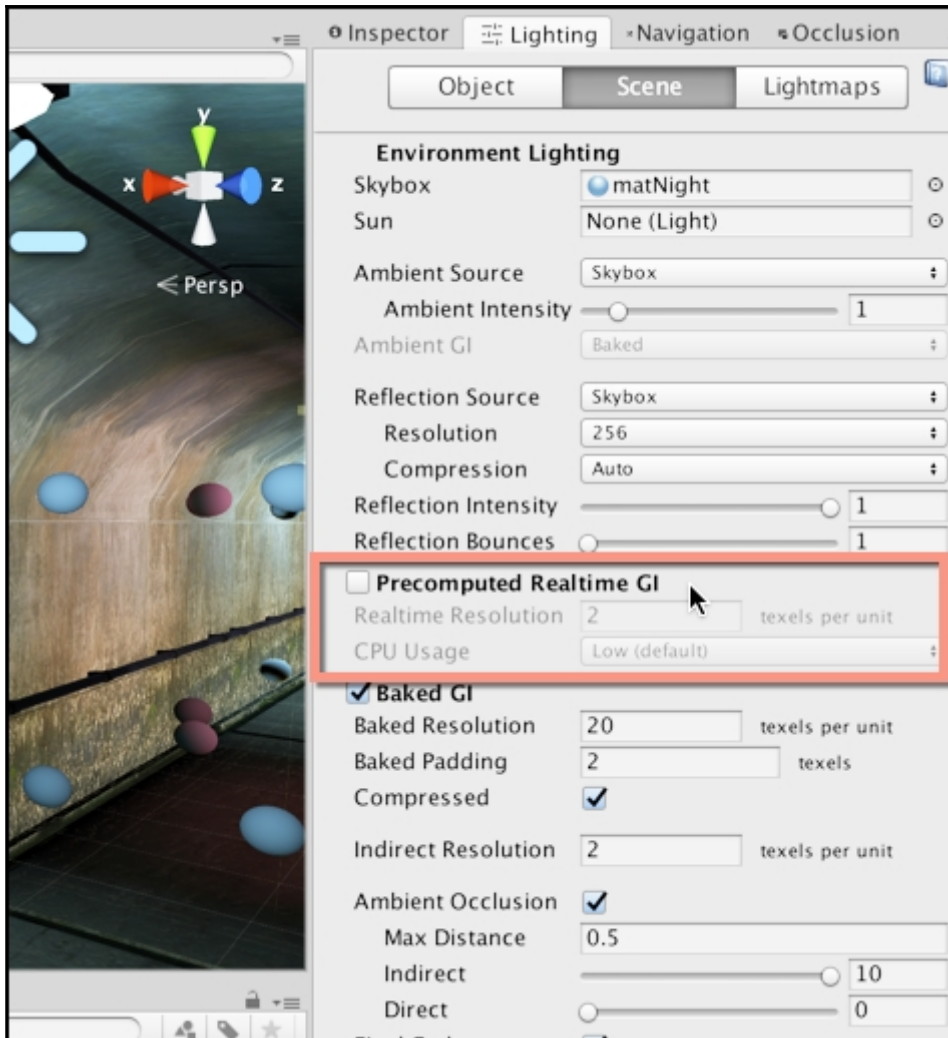 Inspector Lighting Navigation Occlusion
Object Scene Lightmaps
Environment Lighting
Skybox matNight
Sun None (Light)
Ambient Source Skybox
Ambient Intensity 1
Ambient GI Baked
Reflection Source Skybox
Resolution 256
Compression Auto
Reflection Intensity 1
Reflection Bounces 1
Precomputed Realtime GI
Realtime Resolution 2 texels per unit
CPU Usage Low (default)
Baked GI
Baked Resolution 20 texels per unit
Baked Padding 2 texels
Compressed
Indirect Resolution 2 texels per unit
Ambient Occlusion
Max Distance 0.5
Indirect 10
Direct 0
y
x z
Persp